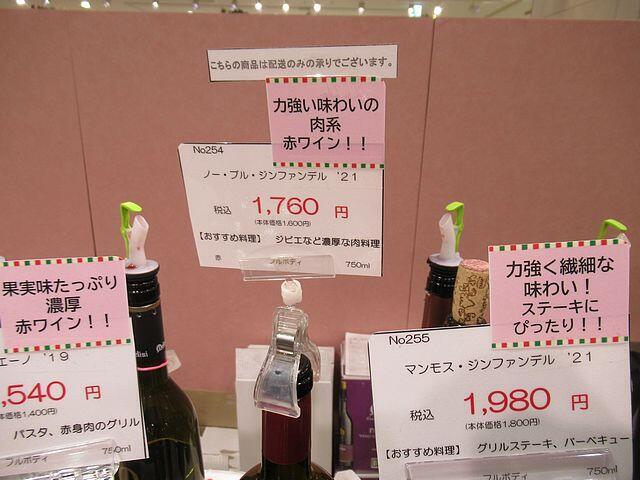 こちらの商品は配送のみの承りでございます。
力強い味わいの
肉系
赤ワイン！！
No254
ノー・ブル・ジンファンデル '21
税込 1,760 円
(本体価格1,600円)
【おすすめ料理】 ジビエなど濃厚な肉料理
赤 フルボディ 750ml
果実味たっぷり
濃厚
赤ワイン！！
ェーノ '19
,540 円
本体価格1,400円)
パスタ、赤身肉のグリル
フルボディ 750ml
力強く繊細な
味わい！
ステーキに
ぴったり！！
No255
マンモス・ジンファンデル '21
税込 1,980 円
(本体価格1,800円)
【おすすめ料理】 グリルステーキ、バーベキュー
フルボディ 750ml